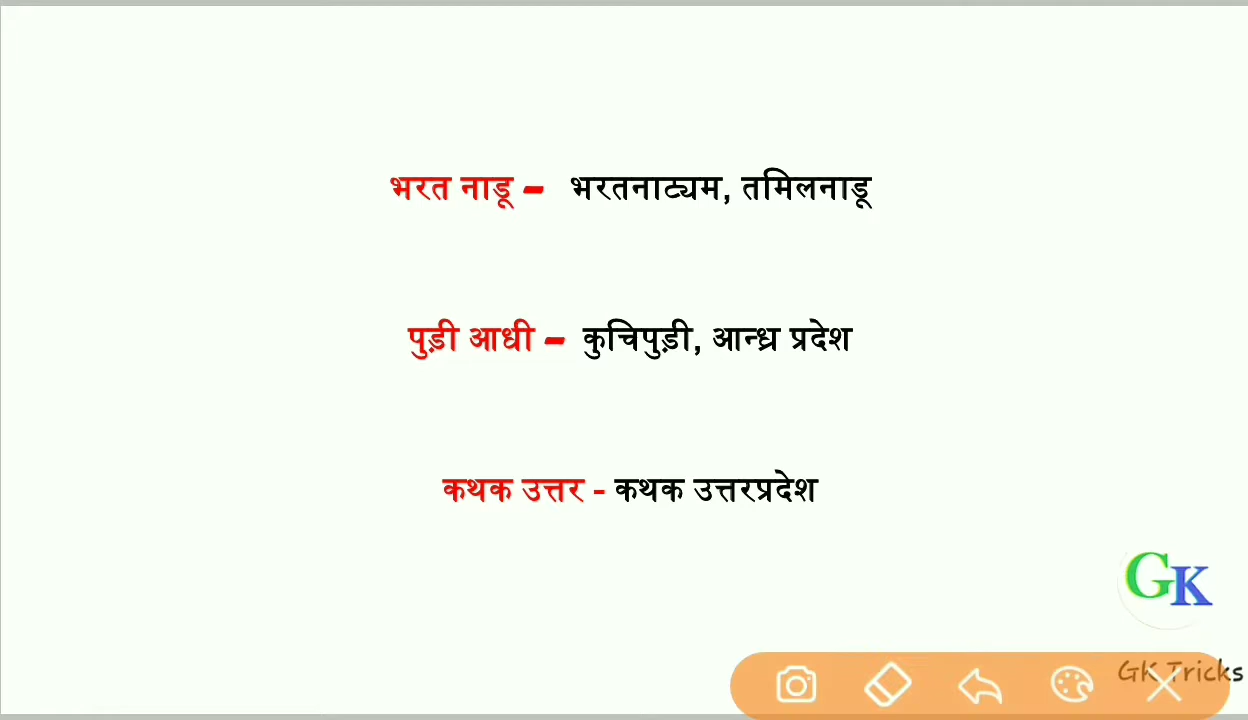 भरत नाडू – भरतनाट्यम, तमिलनाडू
पुड़ी आधी – कुचिपुड़ी, आन्ध्र प्रदेश
कथक उत्तर - कथक उत्तरप्रदेश
GK
GK Tricks